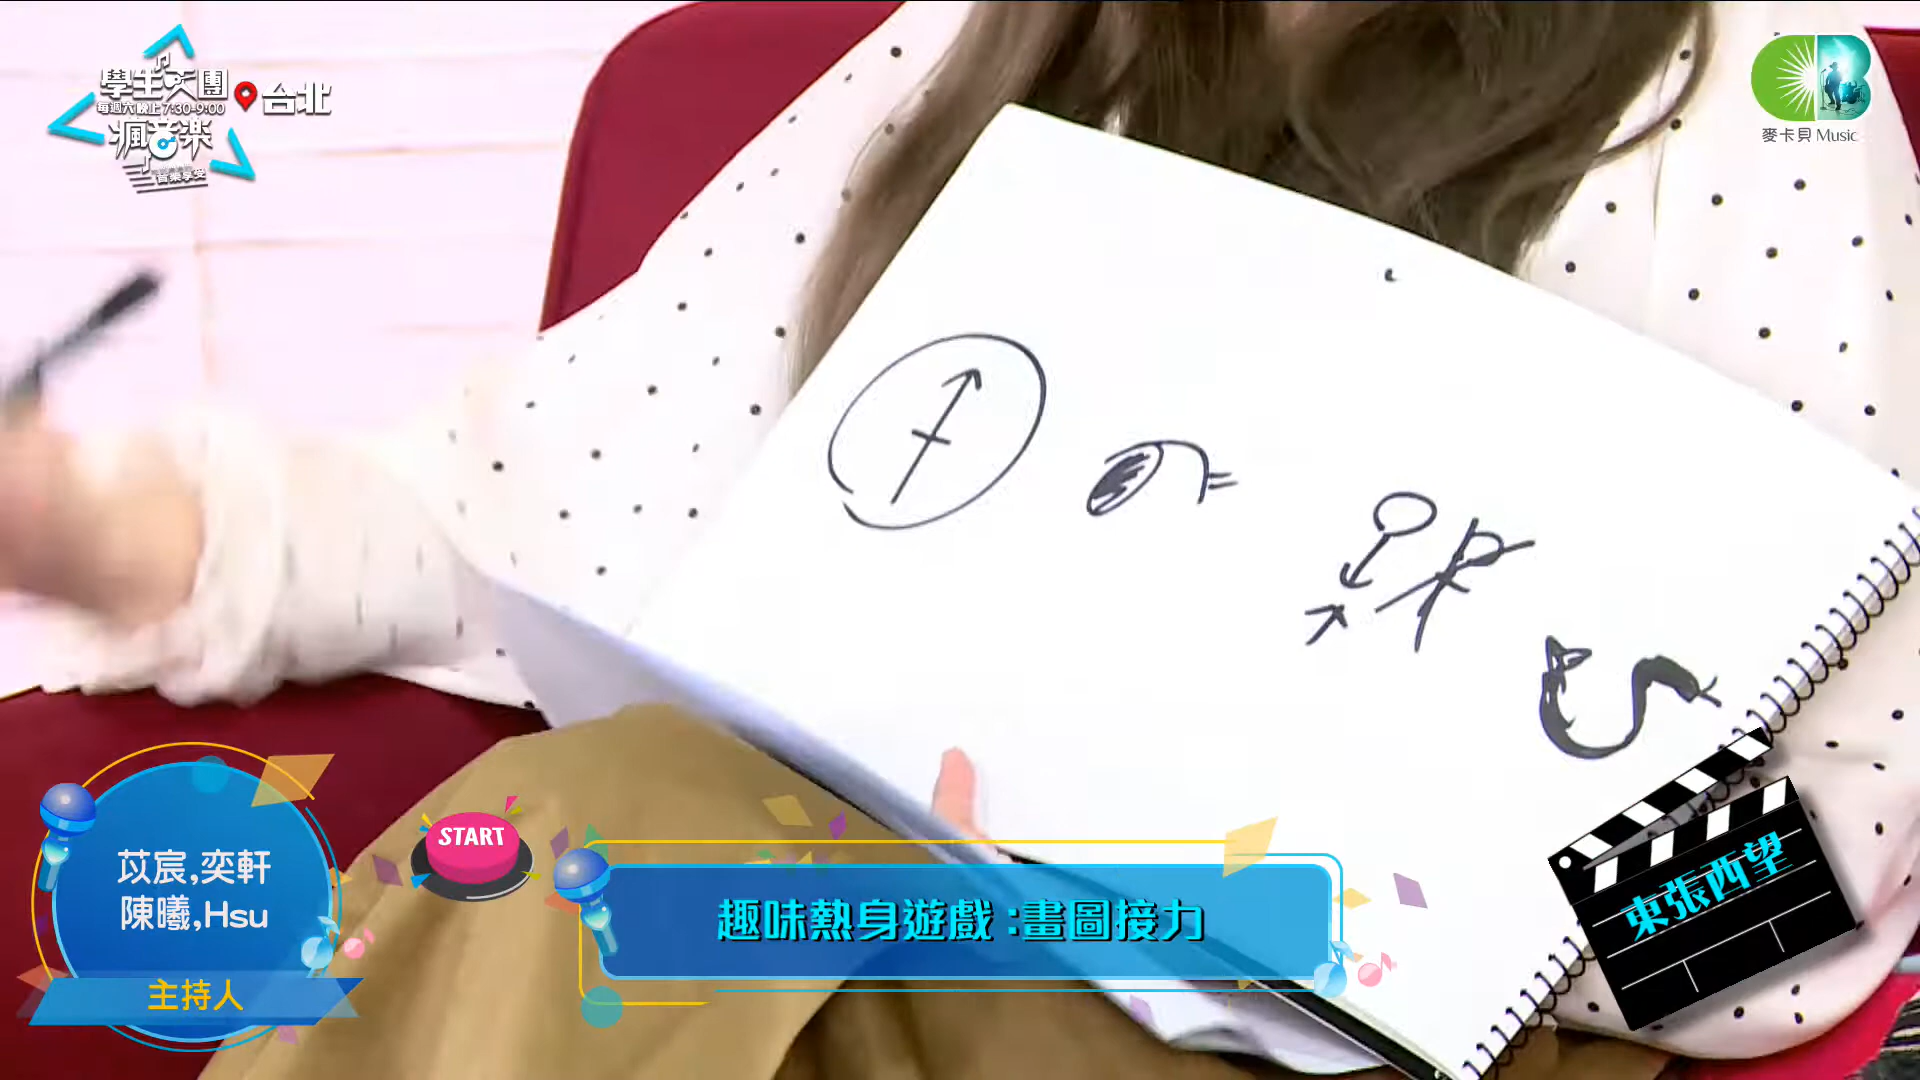 學生天團
每週六晚上7:30-9:00
瘋音樂
音樂享受
台北
麥卡貝 Music
苡宸,奕軒
陳曦,Hsu
主持人
START
趣味熱身遊戲:畫圖接力
東張西望